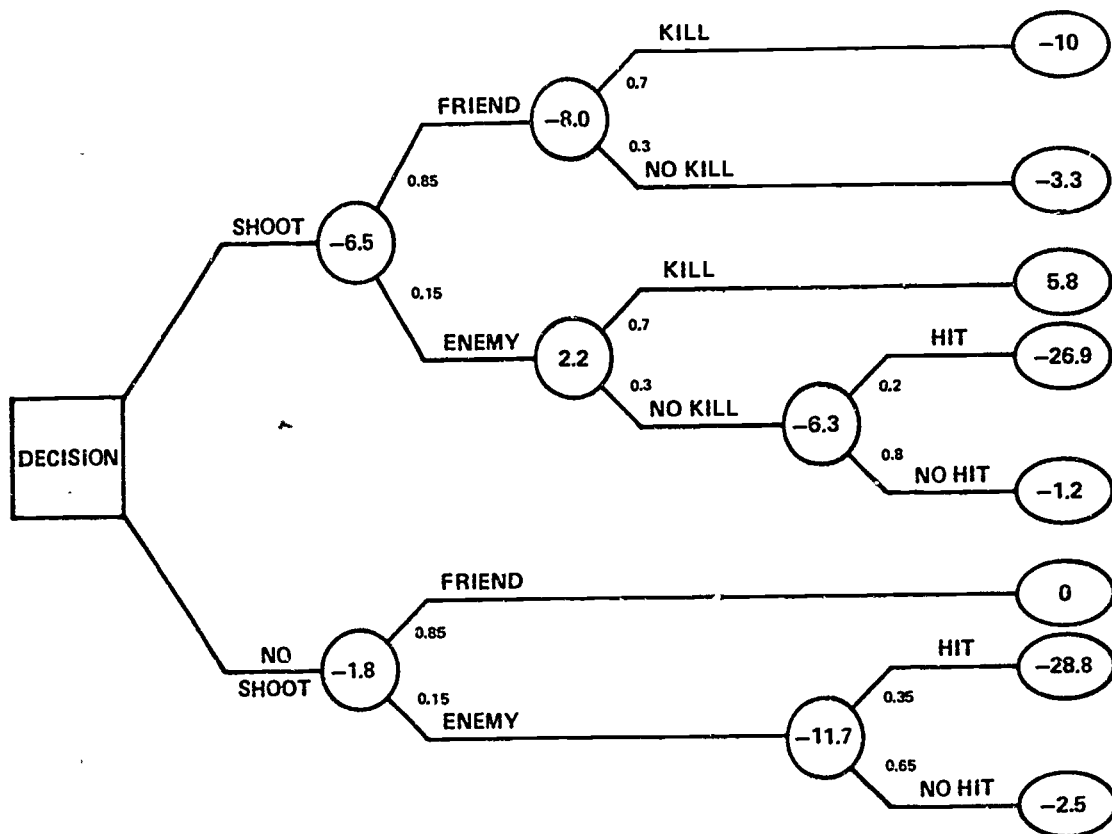 KILL
−10
0.7
FRIEND
−8.0
0.3
NO KILL
−3.3
0.85
SHOOT
−6.5
0.15
KILL
5.8
0.7
ENEMY
2.2
HIT
−26.9
0.2
0.3
NO KILL
−6.3
0.8
NO HIT
−1.2
DECISION
FRIEND
0
0.85
NO
SHOOT
−1.8
0.15
ENEMY
HIT
−28.8
0.35
−11.7
0.65
NO HIT
−2.5